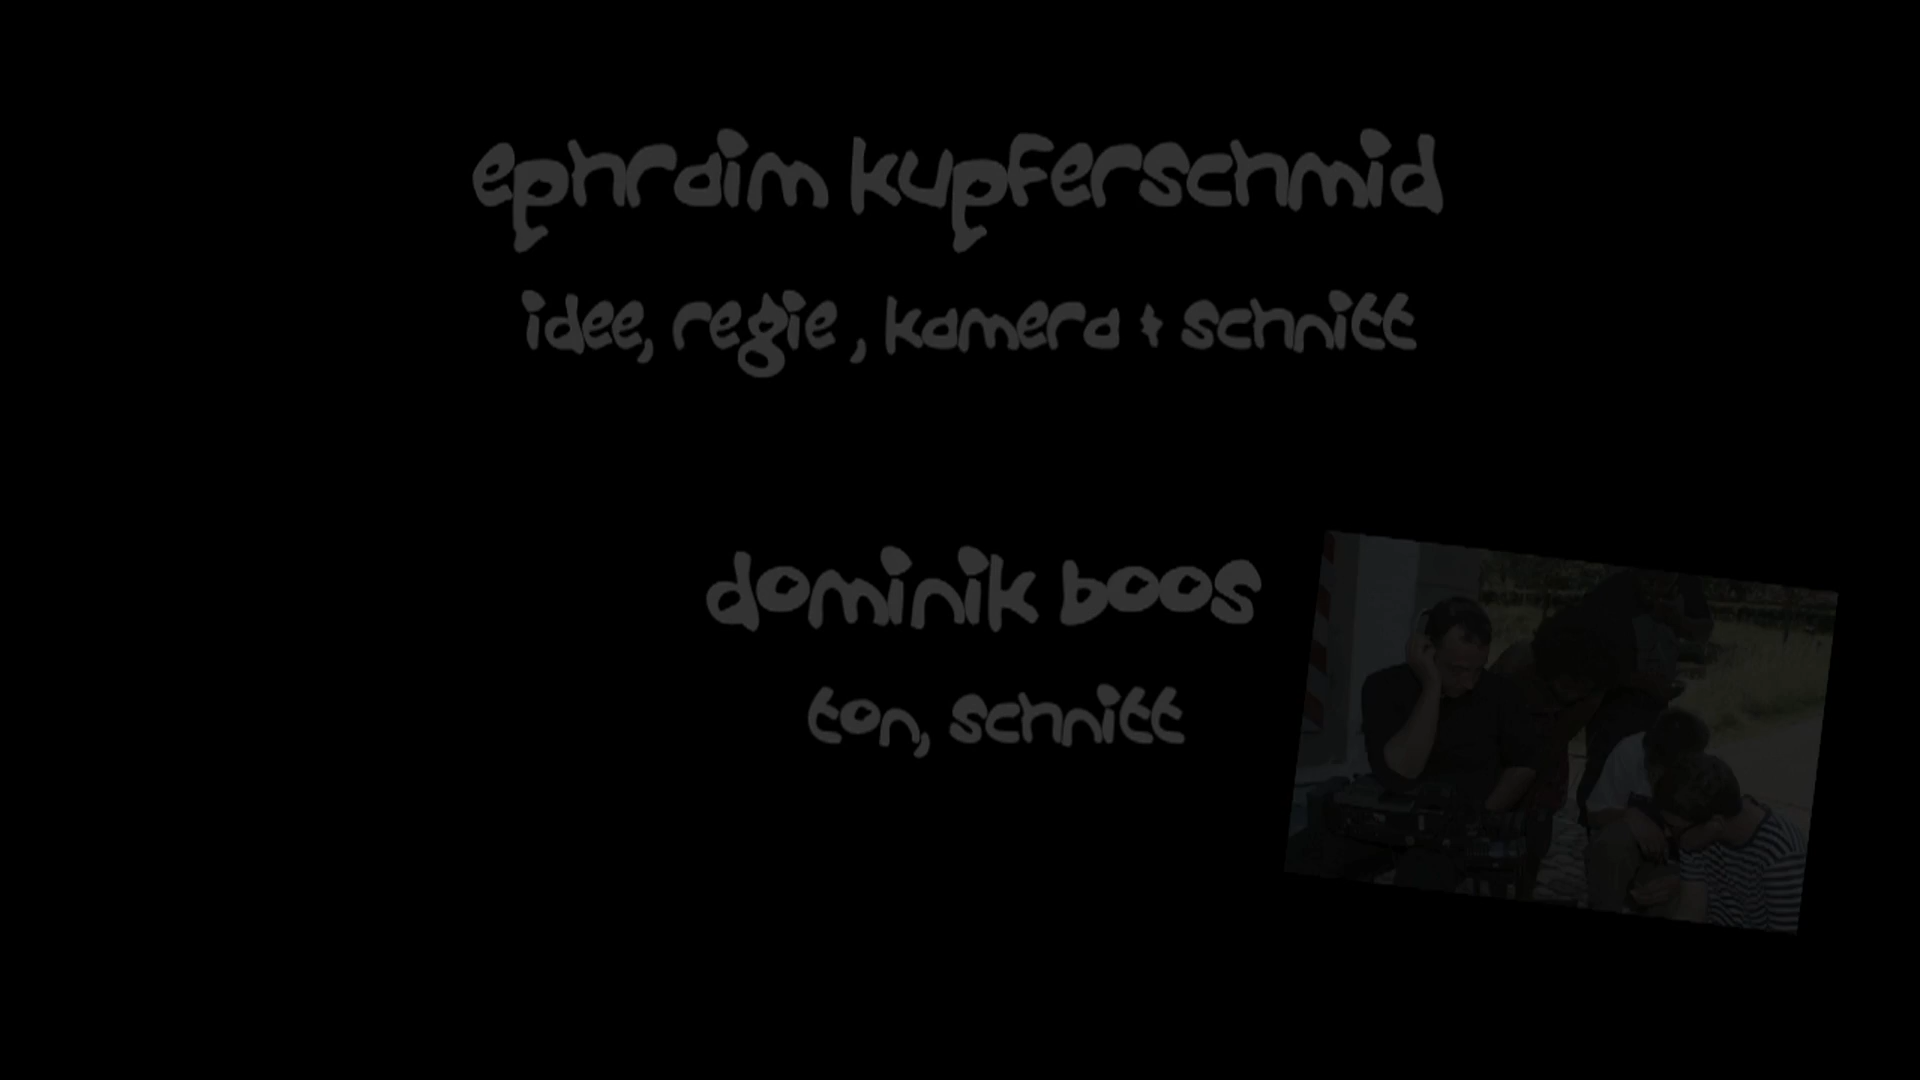 ephraim kupferschmid
idee, regie , kamera + schnitt
dominik boos
ton, schnitt